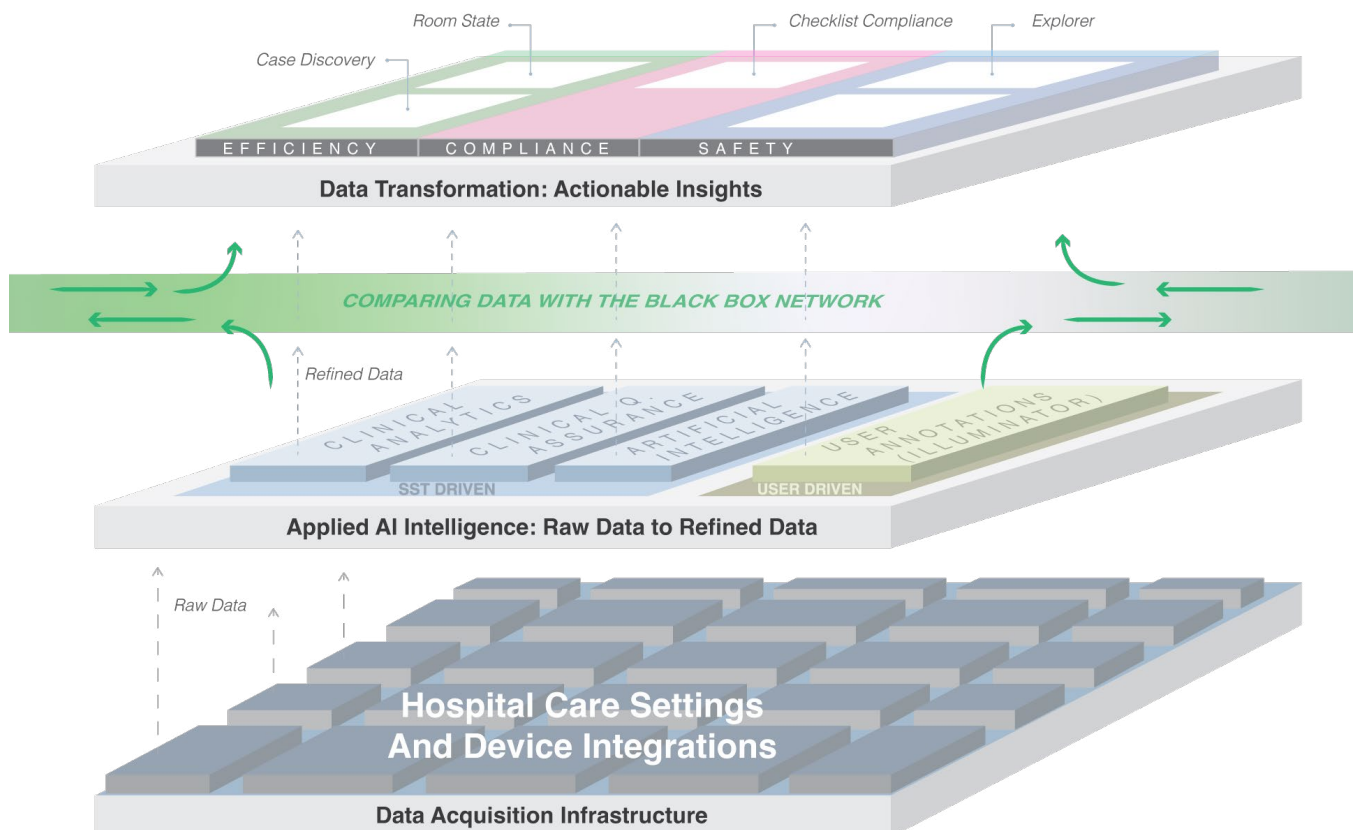 Room State
Checklist Compliance
Explorer
Case Discovery
EFFICIENCY
COMPLIANCE
SAFETY
Data Transformation: Actionable Insights
COMPARING DATA WITH THE BLACK BOX NETWORK
Refined Data
CLINICAL
ANALYTICS
CLINICAL Q.
ASSURANCE
ARTIFICIAL
INTELLIGENCE
USER
ANNOTATIONS
(ILLUMINATOR)
SST DRIVEN
USER DRIVEN
Applied AI Intelligence: Raw Data to Refined Data
Raw Data
Hospital Care Settings
And Device Integrations
Data Acquisition Infrastructure